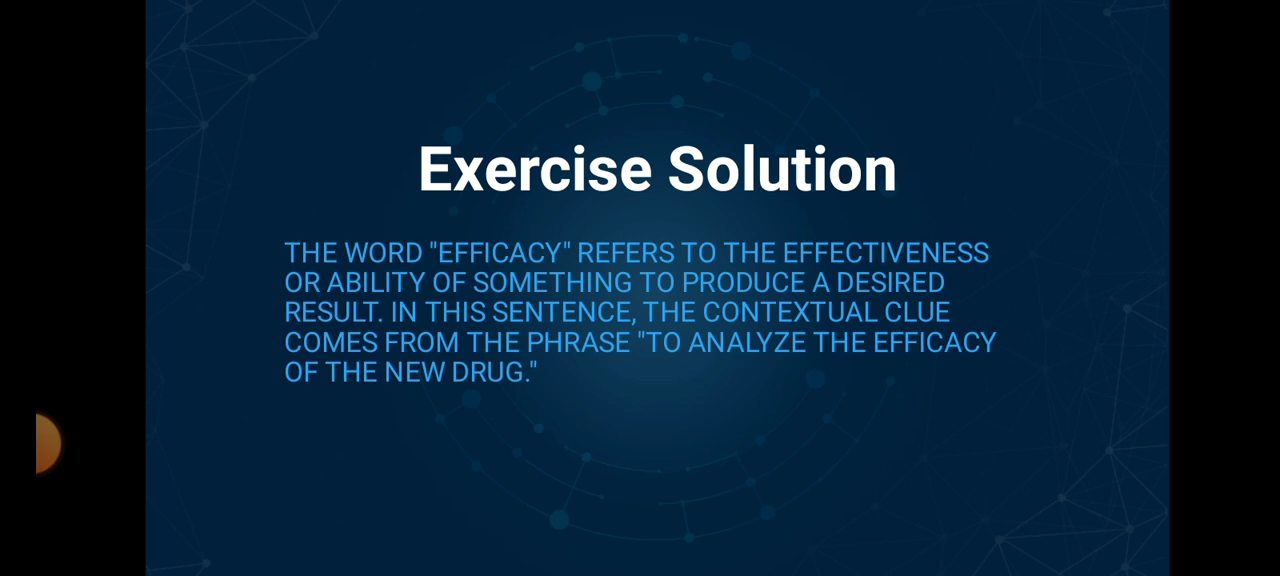 Exercise Solution
THE WORD "EFFICACY" REFERS TO THE EFFECTIVENESS
OR ABILITY OF SOMETHING TO PRODUCE A DESIRED
RESULT. IN THIS SENTENCE, THE CONTEXTUAL CLUE
COMES FROM THE PHRASE "TO ANALYZE THE EFFICACY
OF THE NEW DRUG."